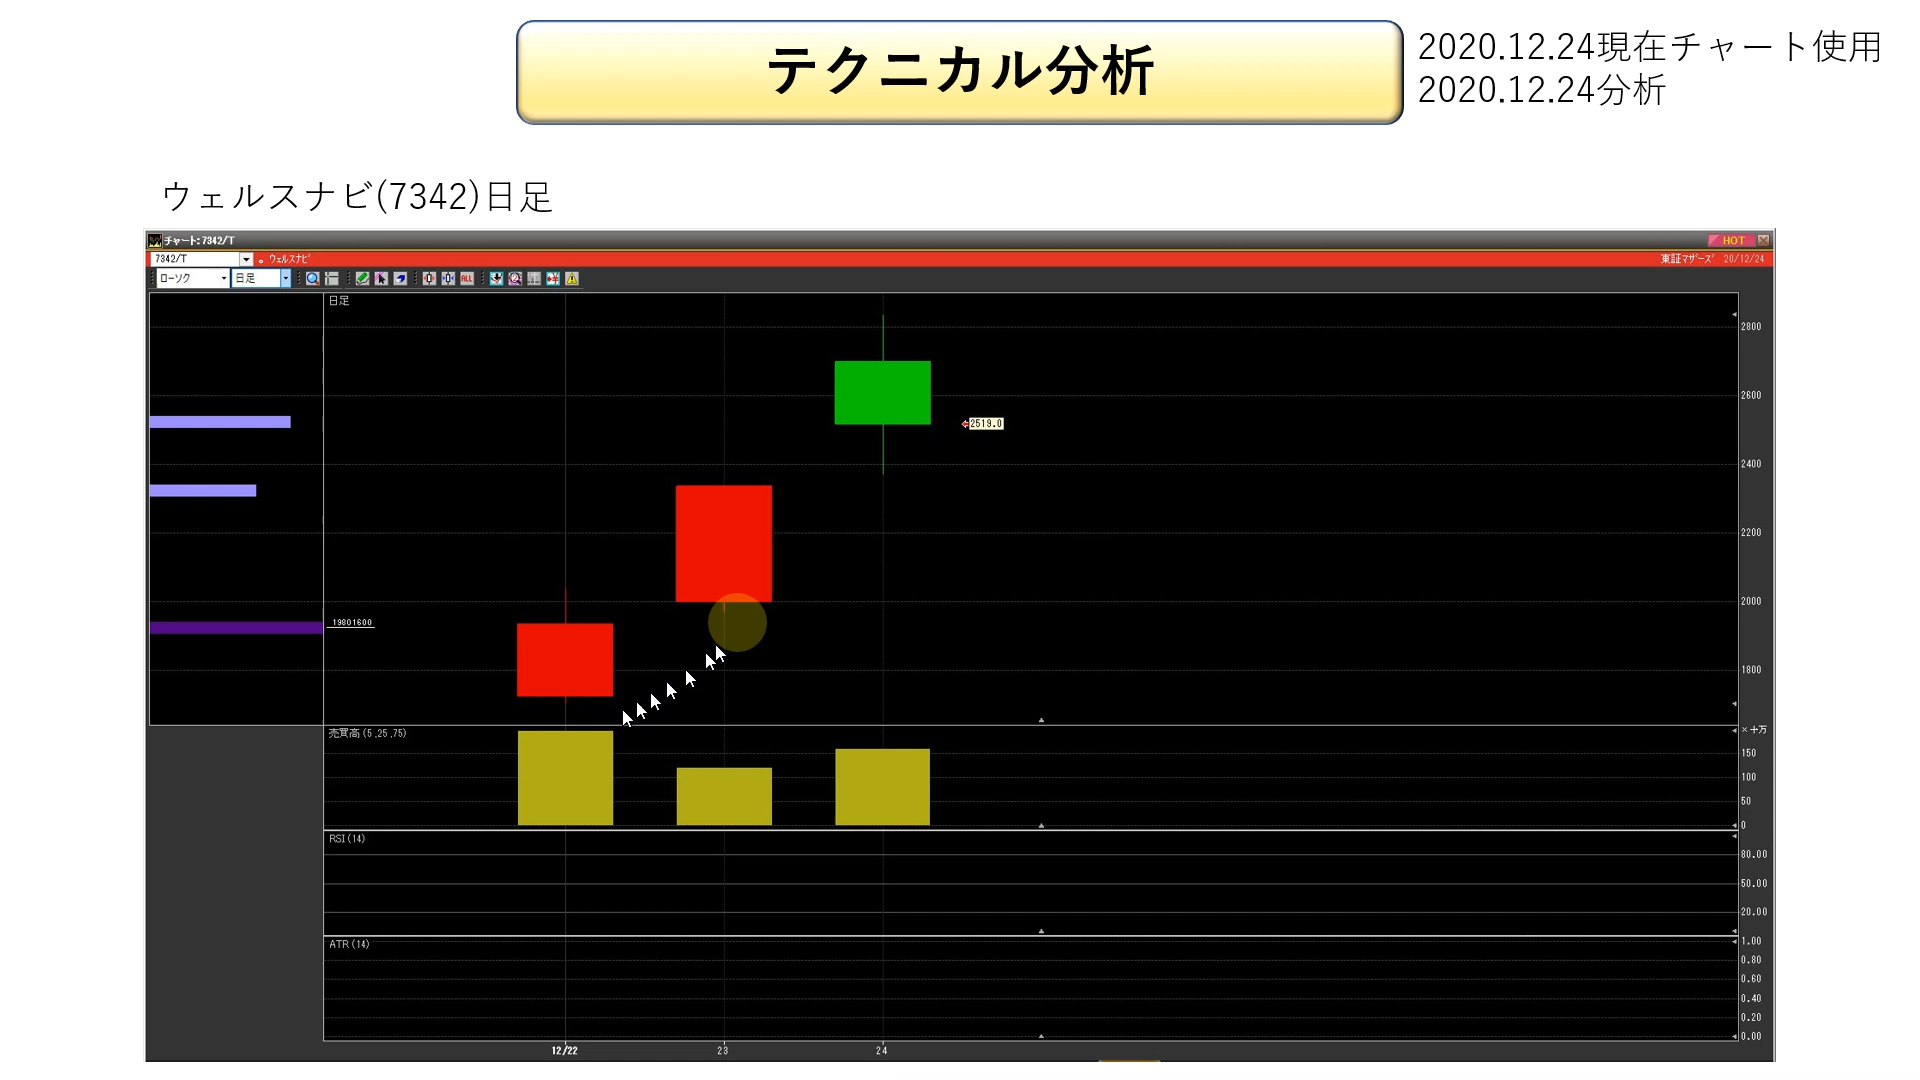 テクニカル分析
2020.12.24現在チャート使用
2020.12.24分析
ウェルスナビ(7342)日足
チャート:7342/T
HOT
7342/T
ウェルスナビ
東証マザーズ 20/12/24
ローソク
日足
ALL
日足
2800
2600
2519.0
2400
2200
2000
19801600
1800
売買高(5,25,75)
×十万
150
100
50
0
RSI(14)
80.00
50.00
20.00
ATR(14)
1.00
0.80
0.60
0.40
0.20
0.00
12/22
23
24